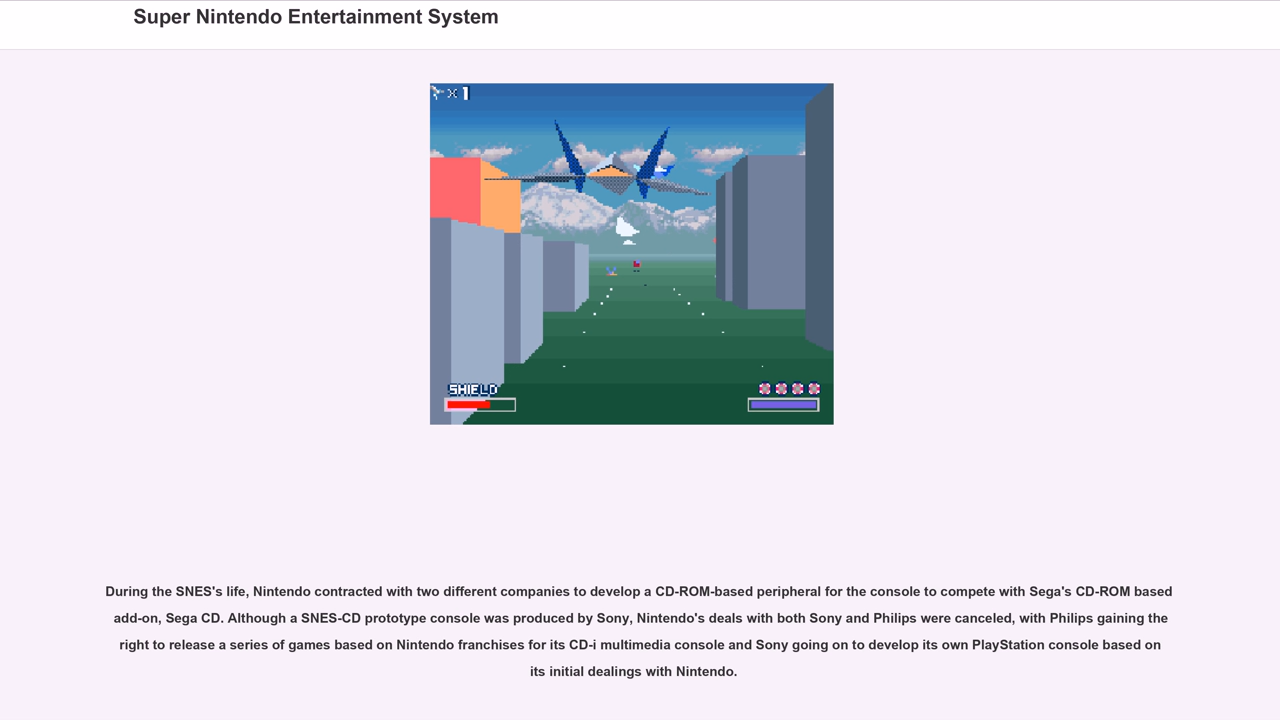 Super Nintendo Entertainment System
x 1
SHIELD
During the SNES's life, Nintendo contracted with two different companies to develop a CD-ROM-based peripheral for the console to compete with Sega's CD-ROM based
add-on, Sega CD. Although a SNES-CD prototype console was produced by Sony, Nintendo's deals with both Sony and Philips were canceled, with Philips gaining the
right to release a series of games based on Nintendo franchises for its CD-i multimedia console and Sony going on to develop its own PlayStation console based on
its initial dealings with Nintendo.